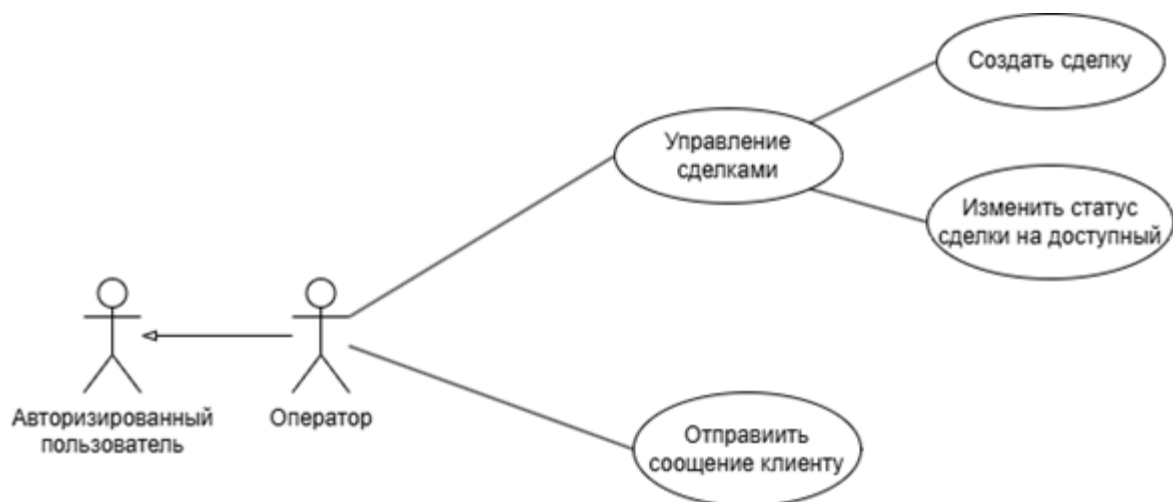 Создать сделку
Управление
сделками
Изменить статус
сделки на доступный
Авторизированный
пользователь
Оператор
Отправиить
соощение клиенту